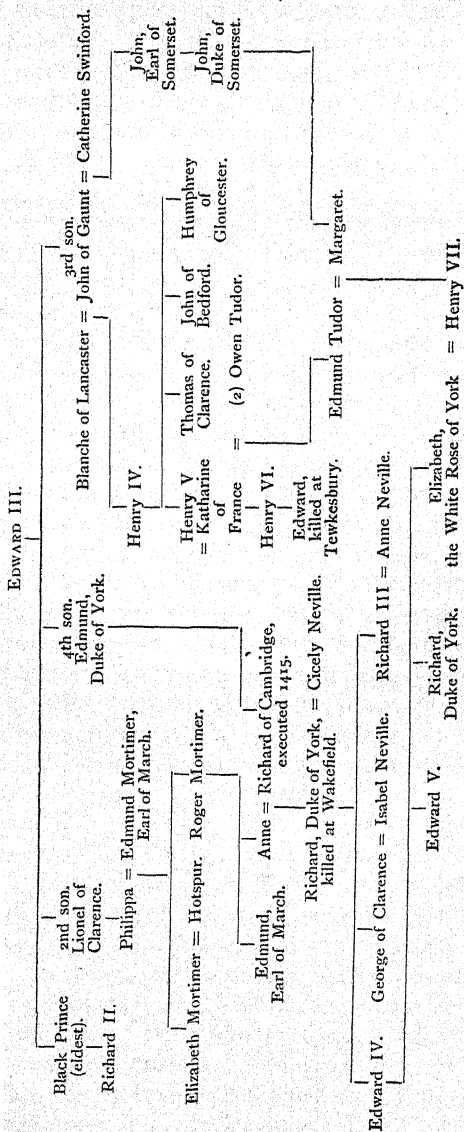 EDWARD III.
Black Prince
(eldest).
Richard II.
2nd son.
Lionel of
Clarence.
4th son.
Edmund,
Duke of York.
3rd son.
Blanche of Lancaster = John of Gaunt = Catherine Swinford.
Philippa = Edmund Mortimer,
Earl of March.
Henry IV.
John,
Earl of
Somerset.
John,
Duke of
Somerset.
Elizabeth Mortimer = Hotspur. Roger Mortimer.
Henry V
= Katharine
of
France =
Thomas of
Clarence.
John of
Bedford.
Humphrey
of
Gloucester.
(2) Owen Tudor.
Edmund,
Earl of March.
Anne = Richard of Cambridge,
executed 1415.
Henry VI.
Edward,
killed at
Tewkesbury.
Edmund Tudor = Margaret.
Richard, Duke of York, = Cicely Neville.
killed at Wakefield.
Edward IV. George of Clarence = Isabel Neville. Richard III = Anne Neville.
Edward V.
Richard,
Duke of York.
Elizabeth,
the White Rose of York = Henry VII.